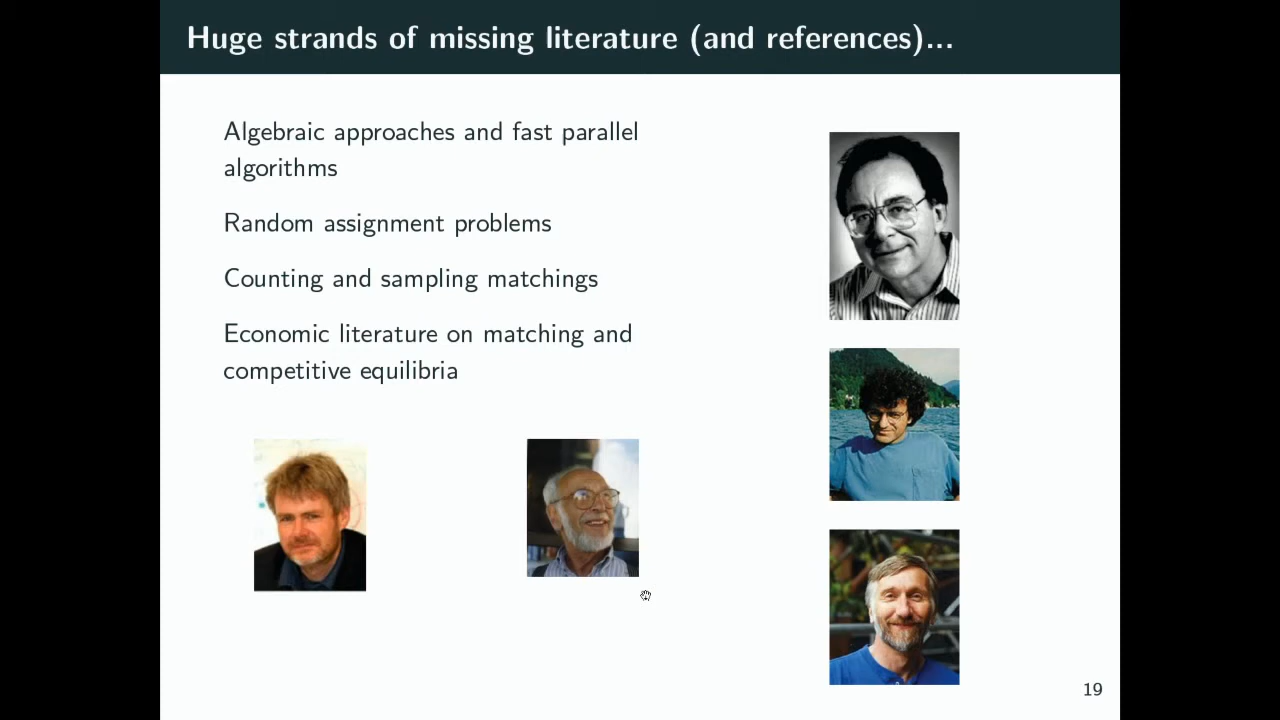 Huge strands of missing literature (and references)...
Algebraic approaches and fast parallel
algorithms
Random assignment problems
Counting and sampling matchings
Economic literature on matching and
competitive equilibria
19